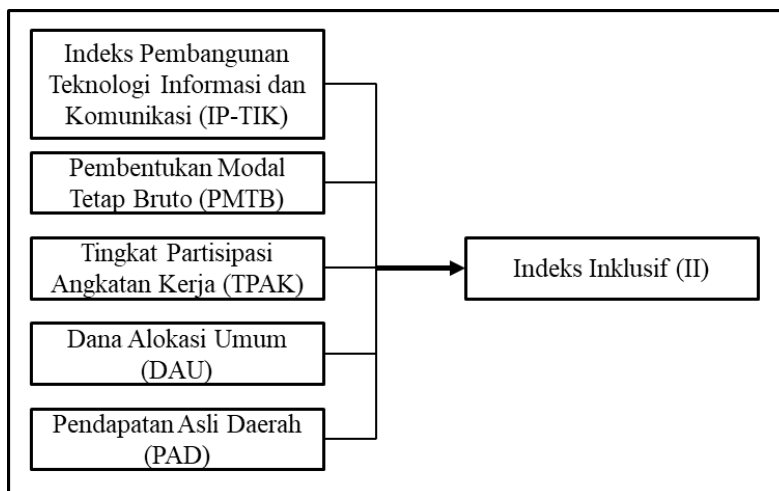 Indeks Pembangunan
Teknologi Informasi dan
Komunikasi (IP-TIK)
Pembentukan Modal
Tetap Bruto (PMTB)
Tingkat Partisipasi
Angkatan Kerja (TPAK)
Dana Alokasi Umum
(DAU)
Pendapatan Asli Daerah
(PAD)
Indeks Inklusif (II)